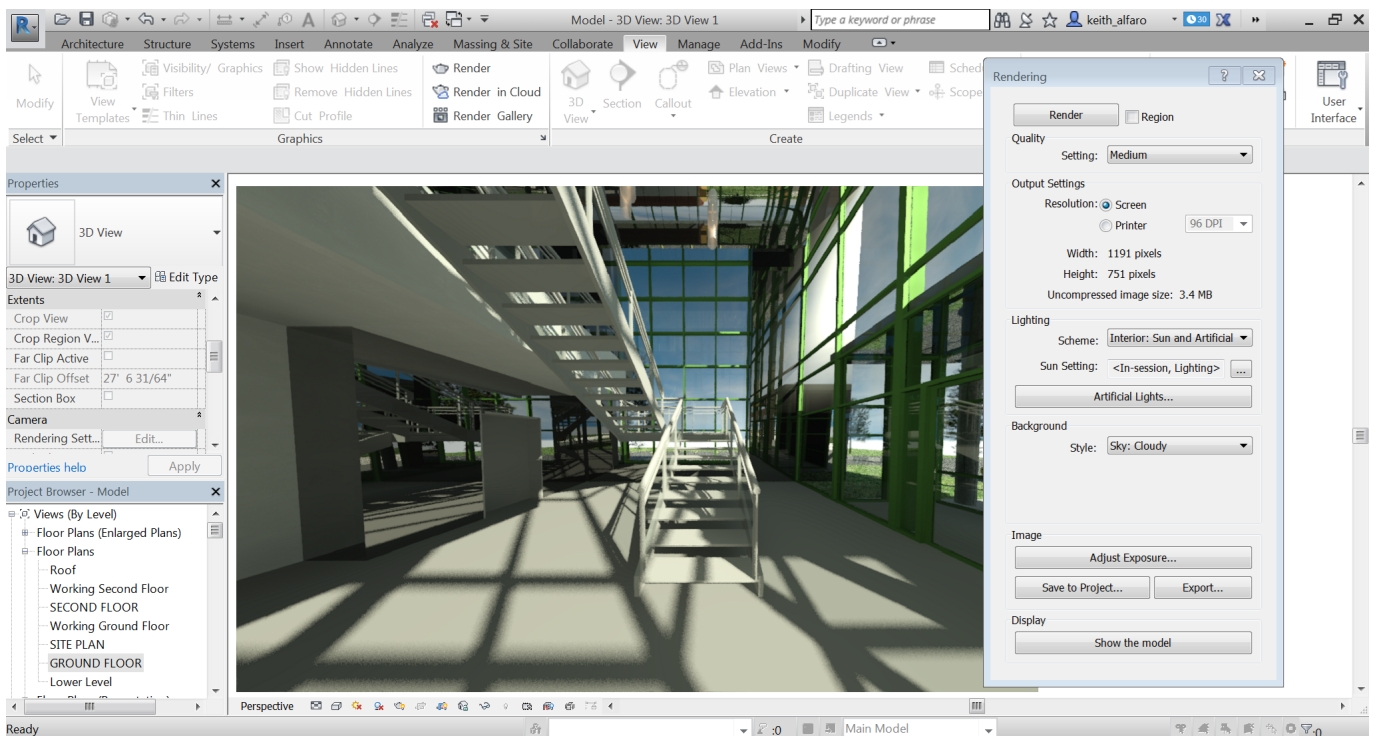 R
Model - 3D View: 3D View 1
Type a keyword or phrase
keith_alfaro
30
Architecture Structure Systems Insert Annotate Analyze Massing & Site Collaborate View Manage Add-Ins Modify
Modify
View Templates
Visibility/ Graphics
Filters
Thin Lines
Show Hidden Lines
Remove Hidden Lines
Cut Profile
Render
Render in Cloud
Render Gallery
3D View
Section
Callout
Plan Views
Elevation
Drafting View
Duplicate View
Legends
Sched
Scope
User Interface
Select
Graphics
Create
Properties
3D View
3D View: 3D View 1
Edit Type
Extents
Crop View
Crop Region V...
Far Clip Active
Far Clip Offset 27' 6 31/64"
Section Box
Camera
Rendering Sett... Edit...
Properties help
Apply
Project Browser - Model
Views (By Level)
Floor Plans (Enlarged Plans)
Floor Plans
Roof
Working Second Floor
SECOND FLOOR
Working Ground Floor
SITE PLAN
GROUND FLOOR
Lower Level
Perspective
Ready
:0
Main Model
:0
Rendering
Render
Region
Quality
Setting: Medium
Output Settings
Resolution: Screen
Printer 96 DPI
Width: 1191 pixels
Height: 751 pixels
Uncompressed image size: 3.4 MB
Lighting
Scheme: Interior: Sun and Artificial
Sun Setting: <In-session, Lighting> ...
Artificial Lights...
Background
Style: Sky: Cloudy
Image
Adjust Exposure...
Save to Project... Export...
Display
Show the model